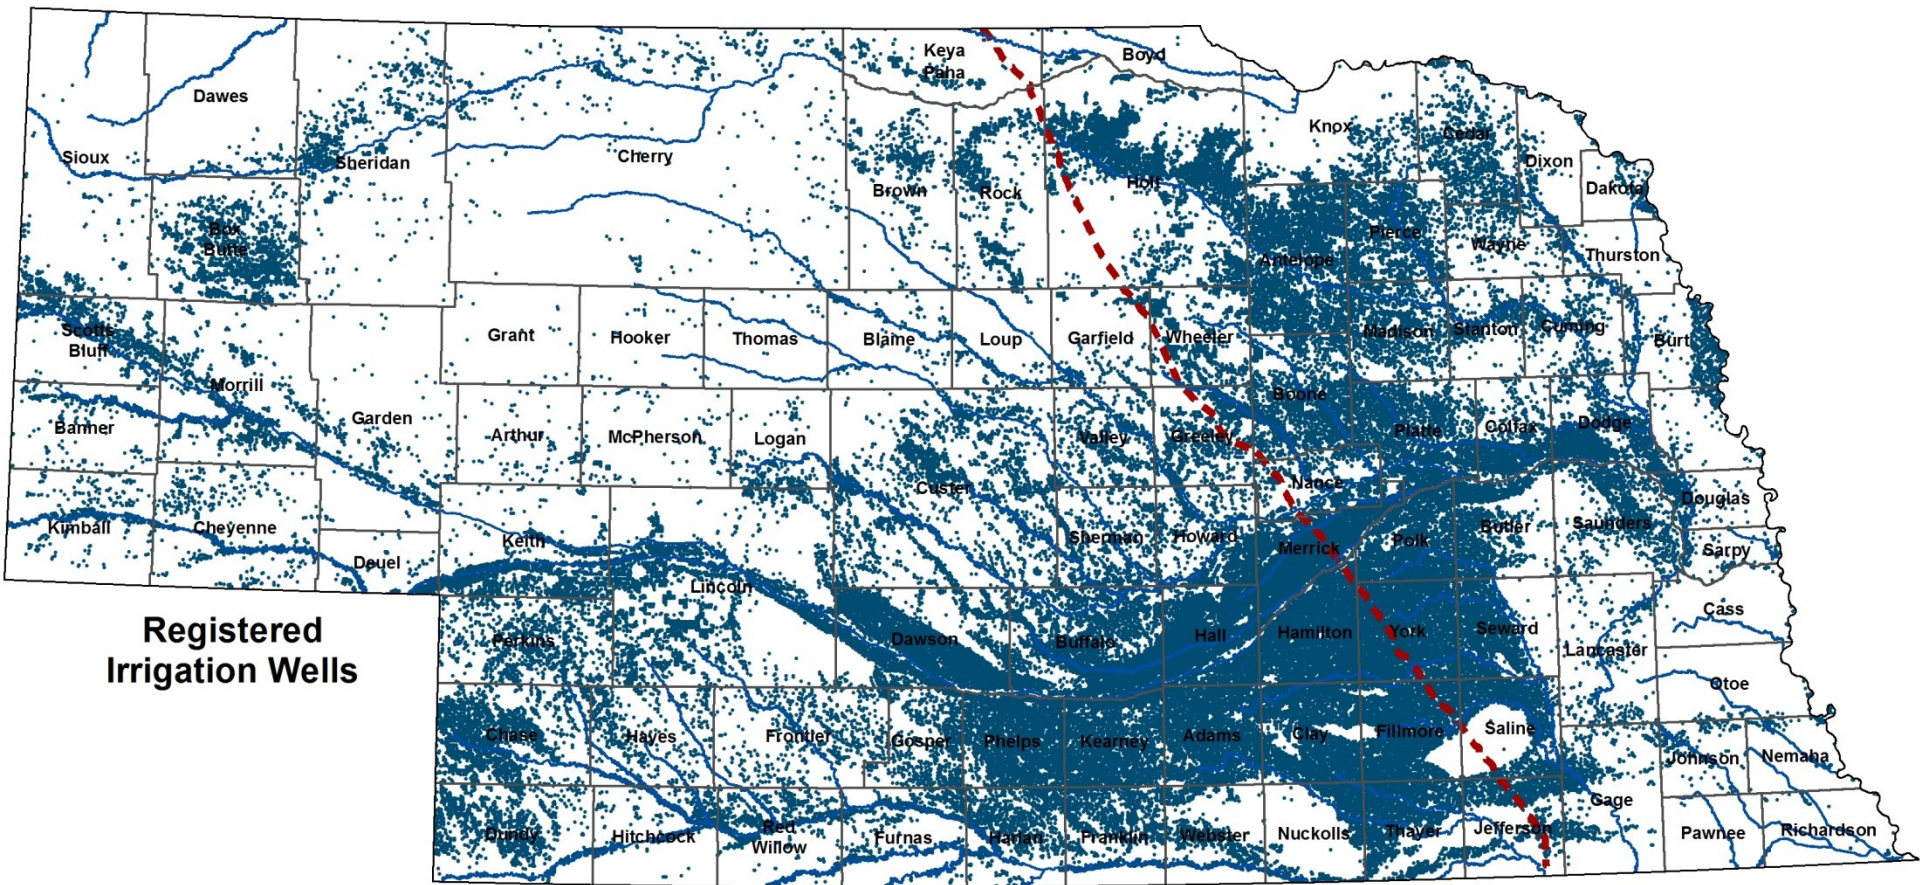 Keya
Paha
Boyd
Dawes
Knox
Cedar
Sioux
Sheridan
Cherry
Dixon
Brown
Rock
Holt
Dakota
Box
Butte
Pierce
Wayne
Antelope
Thurston
Scotts
Bluff
Grant
Hooker
Thomas
Blame
Loup
Garfield
Wheeler
Madison
Stanton
Cuming
Burt
Morrill
Garden
Boone
Banner
Arthur
McPherson
Logan
Valley
Greeley
Platte
Colfax
Dodge
Custer
Nance
Douglas
Kimball
Cheyenne
Keith
Sherman
Howard
Merrick
Polk
Butler
Saunders
Sarpy
Deuel
Lincoln
Cass
Registered
Irrigation Wells
Perkins
Dawson
Buffalo
Hall
Hamilton
York
Seward
Lancaster
Otoe
Chase
Hayes
Frontier
Gosper
Phelps
Kearney
Adams
Clay
Fillmore
Saline
Johnson
Nemaha
Gage
Dundy
Hitchcock
Red
Willow
Furnas
Harlan
Franklin
Webster
Nuckolls
Thayer
Jefferson
Pawnee
Richardson